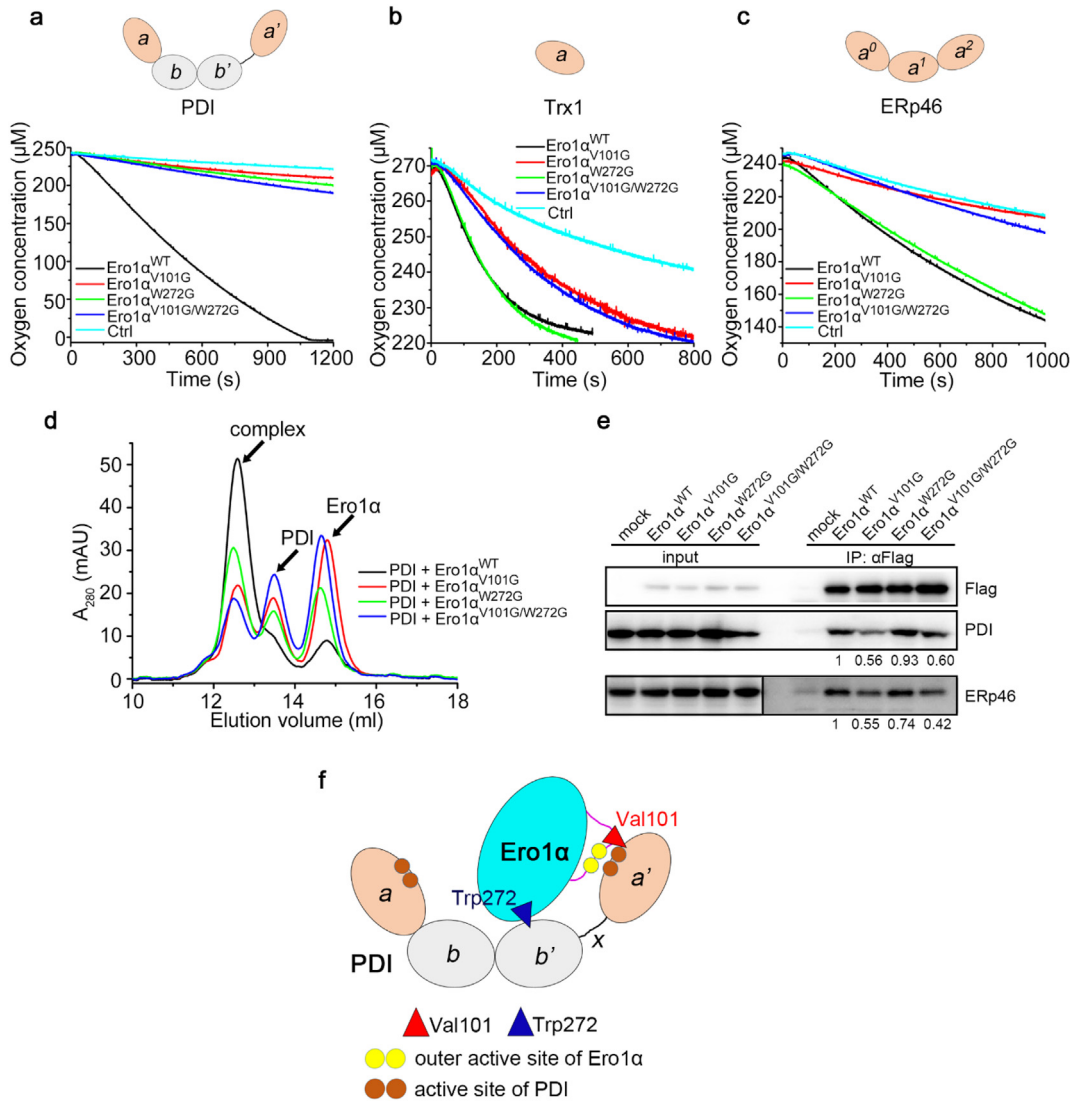 a
a
a'
b
b'
PDI
Oxygen concentration (µM)
250
200
150
100
50
0
Ero1α^WT
Ero1α^V101G
Ero1α^W272G
Ero1α^V101G/W272G
Ctrl
0 300 600 900 1200
Time (s)
b
a
Trx1
Oxygen concentration (µM)
270
260
250
240
230
220
Ero1α^WT
Ero1α^V101G
Ero1α^W272G
Ero1α^V101G/W272G
Ctrl
0 200 400 600 800
Time (s)
c
a^0
a^1
a^2
ERp46
Oxygen concentration (µM)
240
220
200
180
160
140
Ero1α^WT
Ero1α^V101G
Ero1α^W272G
Ero1α^V101G/W272G
Ctrl
0 200 400 600 800 1000
Time (s)
d
complex
PDI
Ero1α
A_280 (mAU)
50
40
30
20
10
0
PDI + Ero1α^WT
PDI + Ero1α^V101G
PDI + Ero1α^W272G
PDI + Ero1α^V101G/W272G
10 12 14 16 18
Elution volume (ml)
e
mock
Ero1α^WT
Ero1α^V101G
Ero1α^W272G
Ero1α^V101G/W272G
mock
Ero1α^WT
Ero1α^V101G
Ero1α^W272G
Ero1α^V101G/W272G
input
IP: αFlag
Flag
PDI
1 0.56 0.93 0.60
ERp46
1 0.55 0.74 0.42
f
Val101
Ero1α
a
a'
Trp272
x
PDI
b
b'
Val101
Trp272
outer active site of Ero1α
active site of PDI